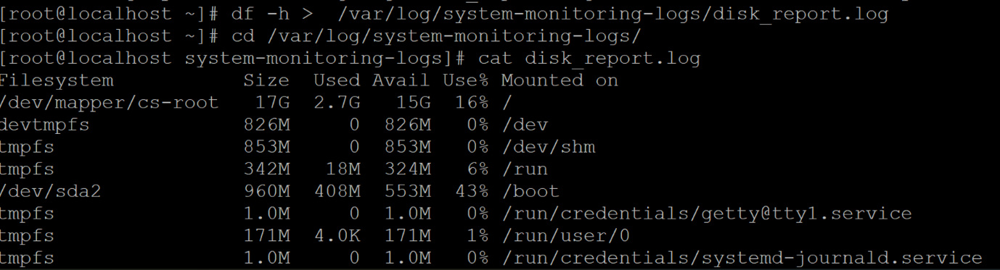 [root@localhost ~]# df -h >  /var/log/system-monitoring-logs/disk_report.log
[root@localhost ~]# cd /var/log/system-monitoring-logs/
[root@localhost system-monitoring-logs]# cat disk_report.log
Filesystem           Size  Used Avail Use% Mounted on
/dev/mapper/cs-root   17G  2.7G   15G  16% /
devtmpfs             826M     0  826M   0% /dev
tmpfs                853M     0  853M   0% /dev/shm
tmpfs                342M   18M  324M   6% /run
/dev/sda2            960M  408M  553M  43% /boot
tmpfs                1.0M     0  1.0M   0% /run/credentials/getty@tty1.service
tmpfs                171M  4.0K  171M   1% /run/user/0
tmpfs                1.0M     0  1.0M   0% /run/credentials/systemd-journald.service